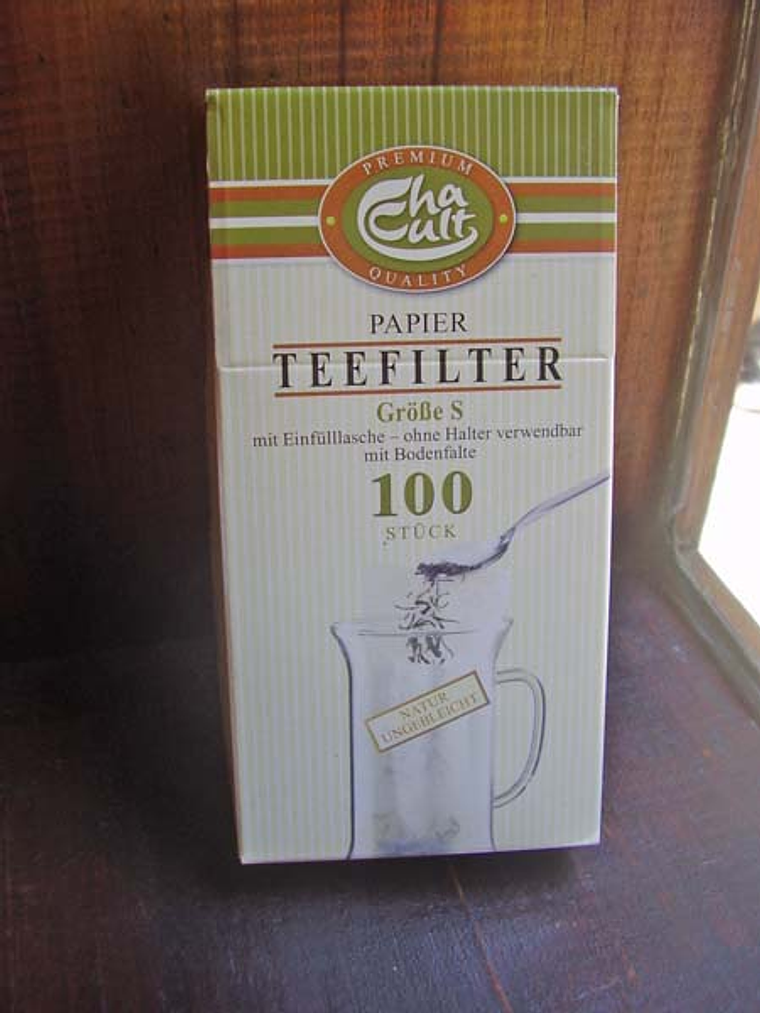 PREMIUM
Cha
Cult
QUALITY
PAPIER
TEEFILTER
Größe S
mit Einfülllasche – ohne Halter verwendbar
mit Bodenfalte
100
STÜCK
NATUR
UNGEBLEICHT